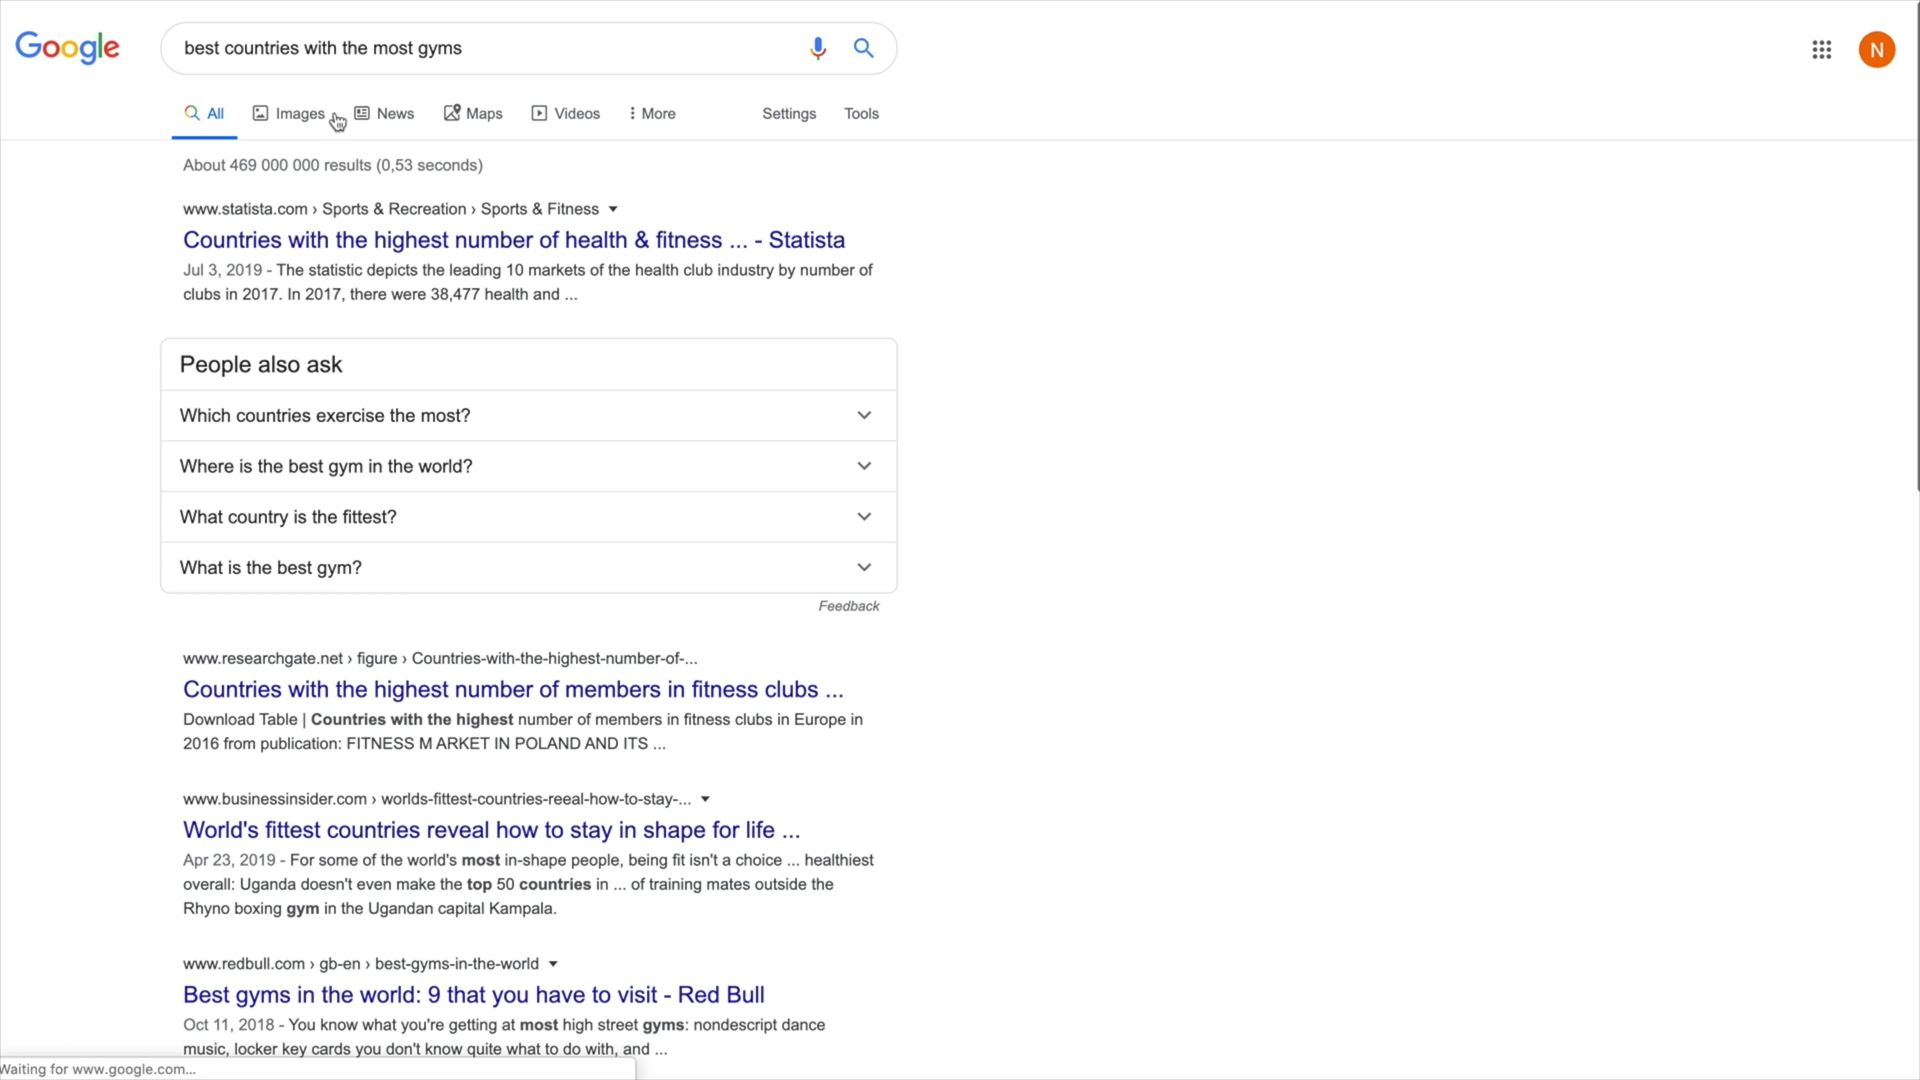 Google
best countries with the most gyms
N
All Images News Maps Videos More Settings Tools
About 469 000 000 results (0,53 seconds)
www.statista.com › Sports & Recreation › Sports & Fitness
Countries with the highest number of health & fitness ... - Statista
Jul 3, 2019 - The statistic depicts the leading 10 markets of the health club industry by number of
clubs in 2017. In 2017, there were 38,477 health and ...
People also ask
Which countries exercise the most?
Where is the best gym in the world?
What country is the fittest?
What is the best gym?
Feedback
www.researchgate.net › figure › Countries-with-the-highest-number-of-...
Countries with the highest number of members in fitness clubs ...
Download Table | Countries with the highest number of members in fitness clubs in Europe in
2016 from publication: FITNESS M ARKET IN POLAND AND ITS ...
www.businessinsider.com › worlds-fittest-countries-reeal-how-to-stay-...
World's fittest countries reveal how to stay in shape for life ...
Apr 23, 2019 - For some of the world's most in-shape people, being fit isn't a choice ... healthiest
overall: Uganda doesn't even make the top 50 countries in ... of training mates outside the
Rhyno boxing gym in the Ugandan capital Kampala.
www.redbull.com › gb-en › best-gyms-in-the-world
Best gyms in the world: 9 that you have to visit - Red Bull
Oct 11, 2018 - You know what you're getting at most high street gyms: nondescript dance
music, locker key cards you don't know quite what to do with, and ...
Waiting for www.google.com...